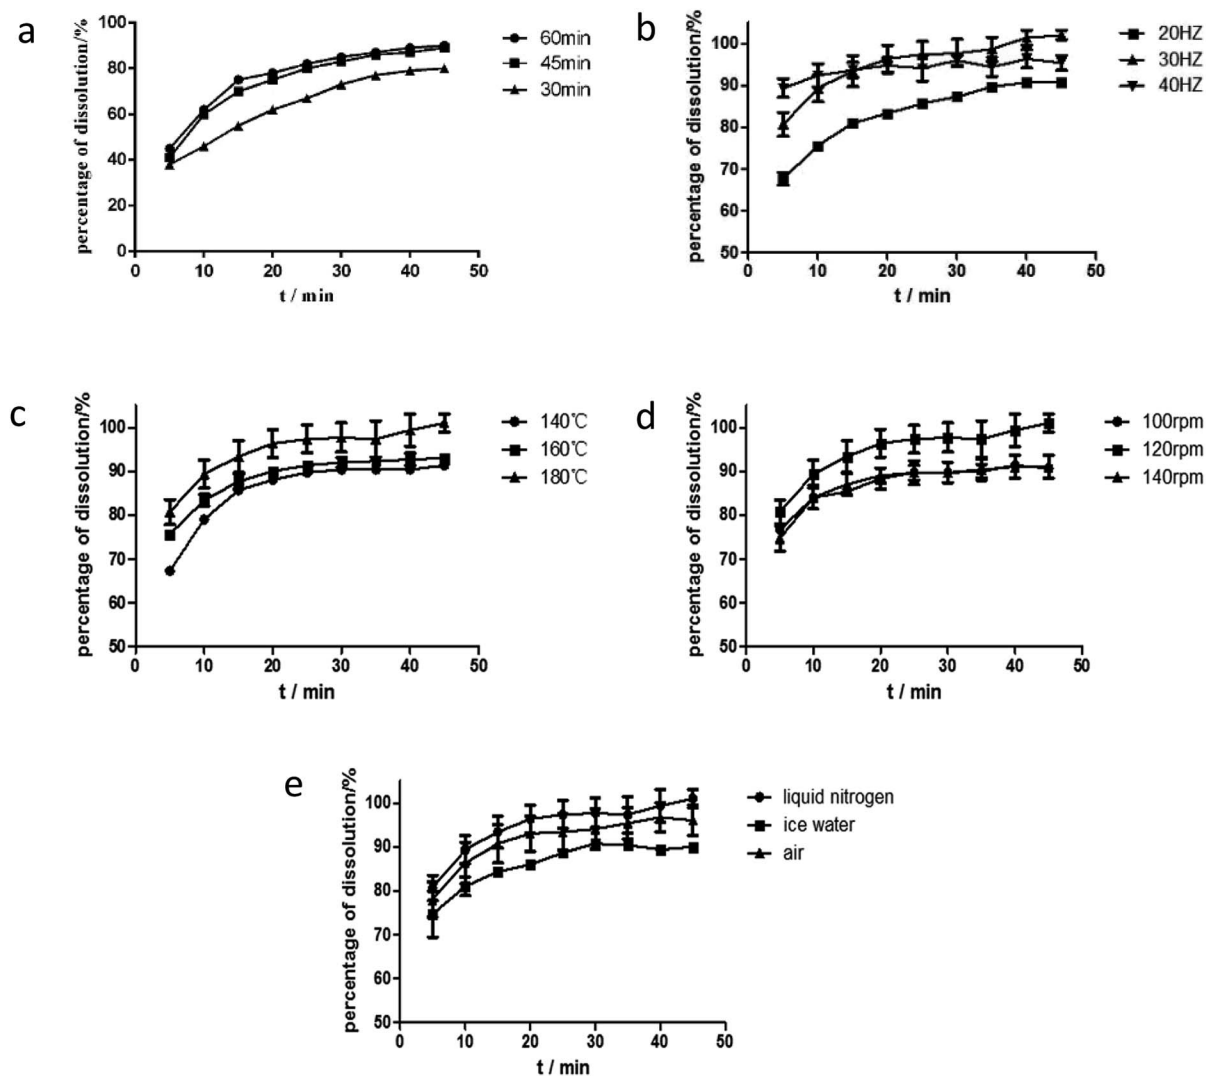 a
percentage of dissolution/%
100
80
60
40
20
0
0 10 20 30 40 50
t / min
60min
45min
30min
b
percentage of dissolution/%
100
90
80
70
60
50
0 10 20 30 40 50
t / min
20HZ
30HZ
40HZ
c
percentage of dissolution/%
100
90
80
70
60
50
0 10 20 30 40 50
t / min
140℃
160℃
180℃
d
percentage of dissolution/%
100
90
80
70
60
50
0 10 20 30 40 50
t / min
100rpm
120rpm
140rpm
e
percentage of dissolution/%
100
90
80
70
60
50
0 10 20 30 40 50
t / min
liquid nitrogen
ice water
air